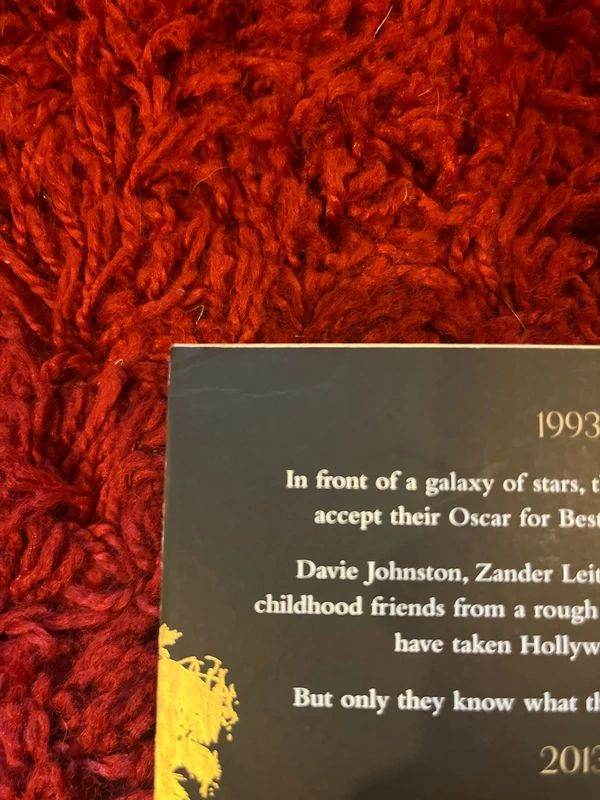 1993
In front of a galaxy of stars,
accept their Oscar for Best
Davie Johnston, Zander
childhood friends from a rough
have taken
But only they know what
2013